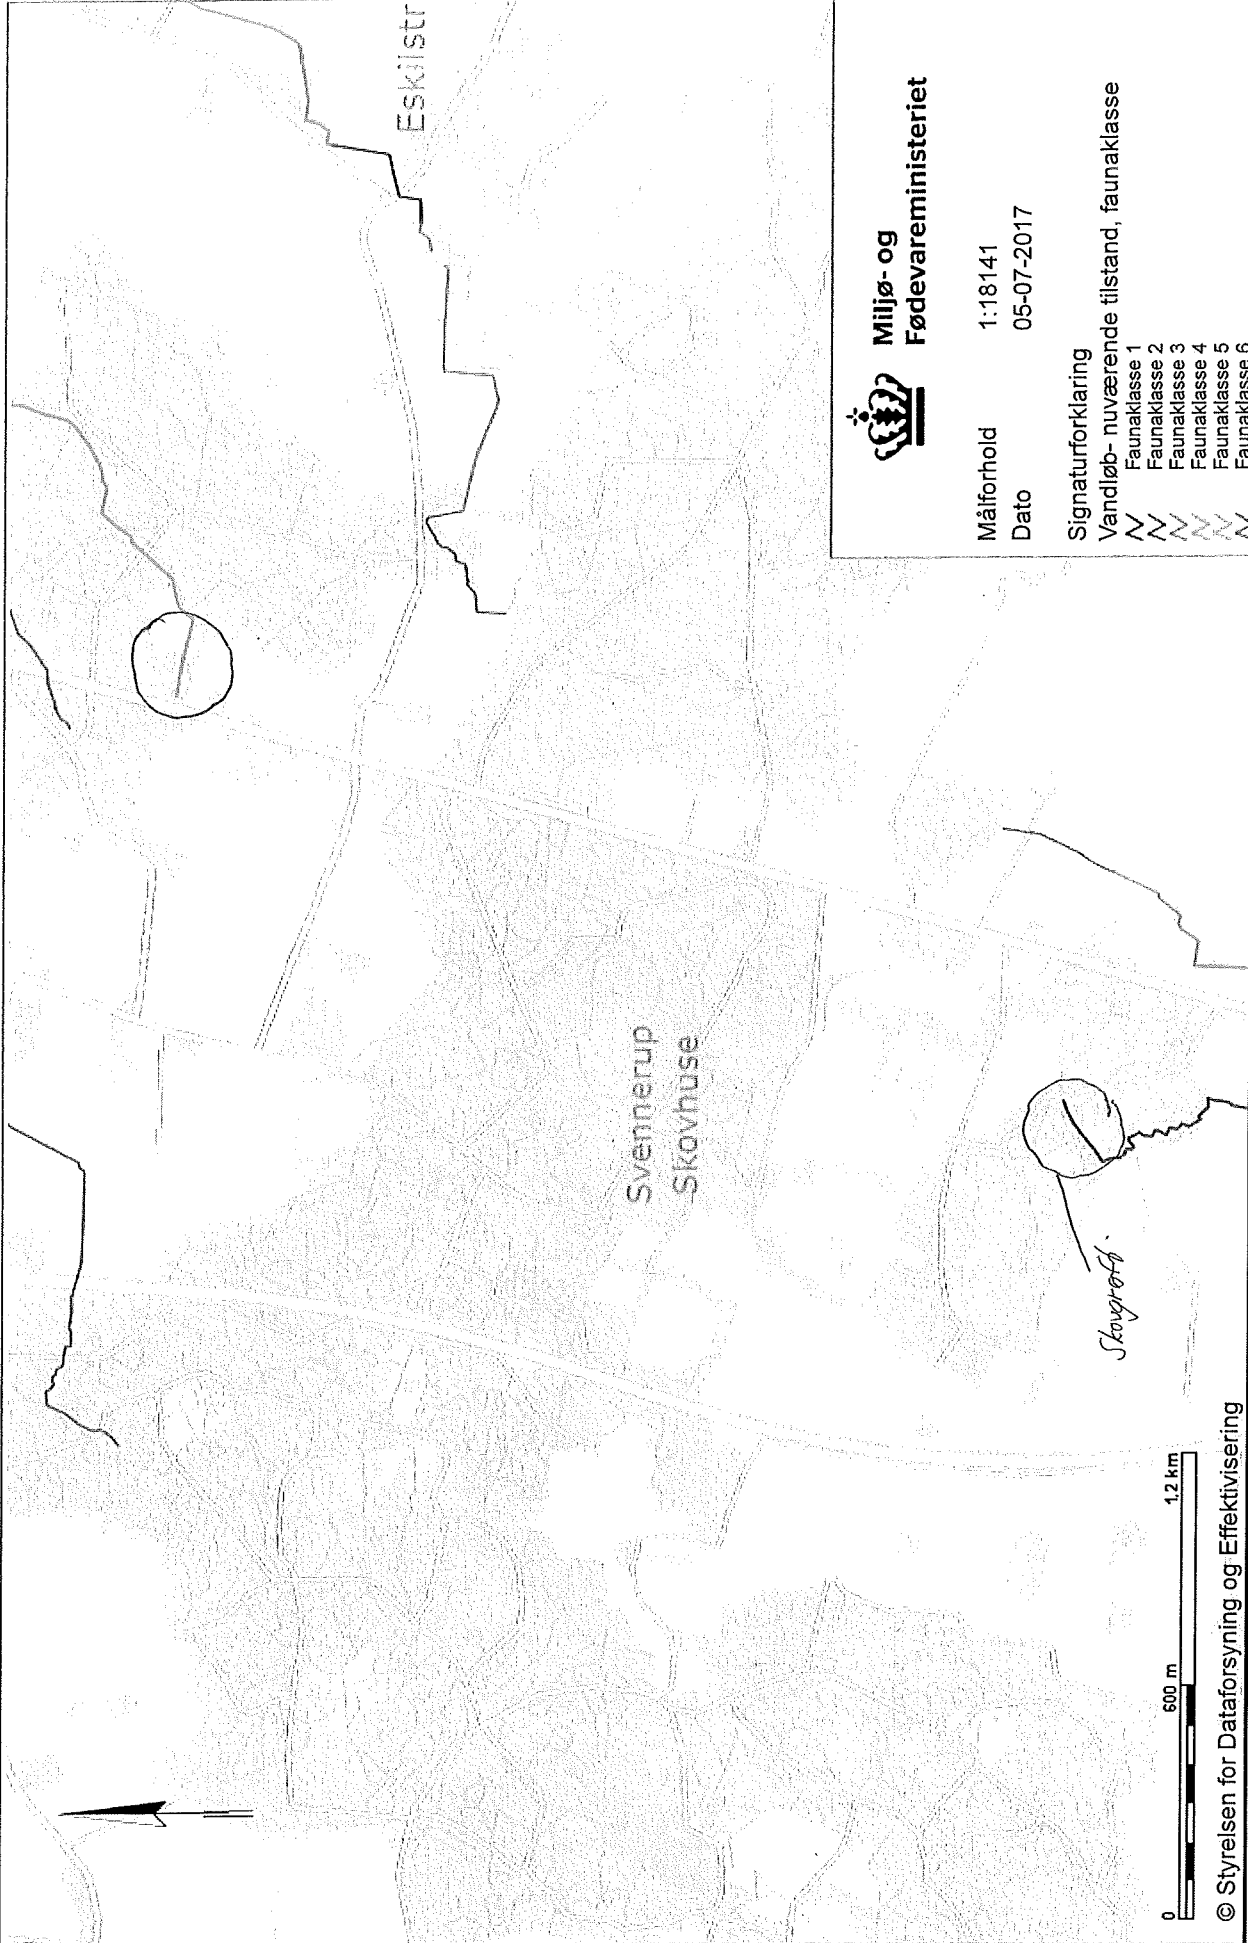 Eskilstr
Svennerup
Skovhuse
Miljø- og
Fødevareministeriet
Målforhold 1:18141
Dato 05-07-2017
Signaturforklaring
Vandløb- nuværende tilstand, faunaklasse
Faunaklasse 1
Faunaklasse 2
Faunaklasse 3
Faunaklasse 4
Faunaklasse 5
Faunaklasse 6
Skovgrøft.
0 600 m 1.2 km
© Styrelsen for Dataforsyning og Effektivisering